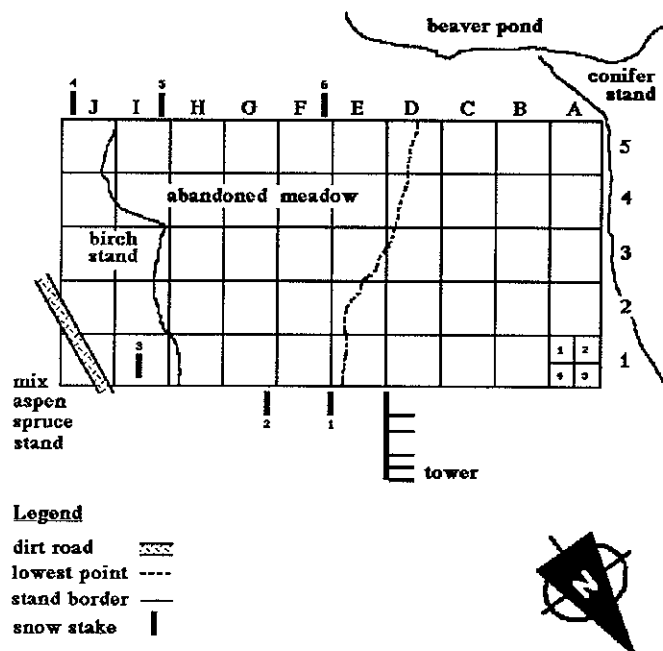 beaver pond
conifer
stand
4 5 6
J I H G F E D C B A
5
abandoned meadow 4
birch
stand
3
2
3 1 2
4 3 1
mix
aspen
spruce
stand
2 1
tower
Legend
dirt road
lowest point
stand border
snow stake
N